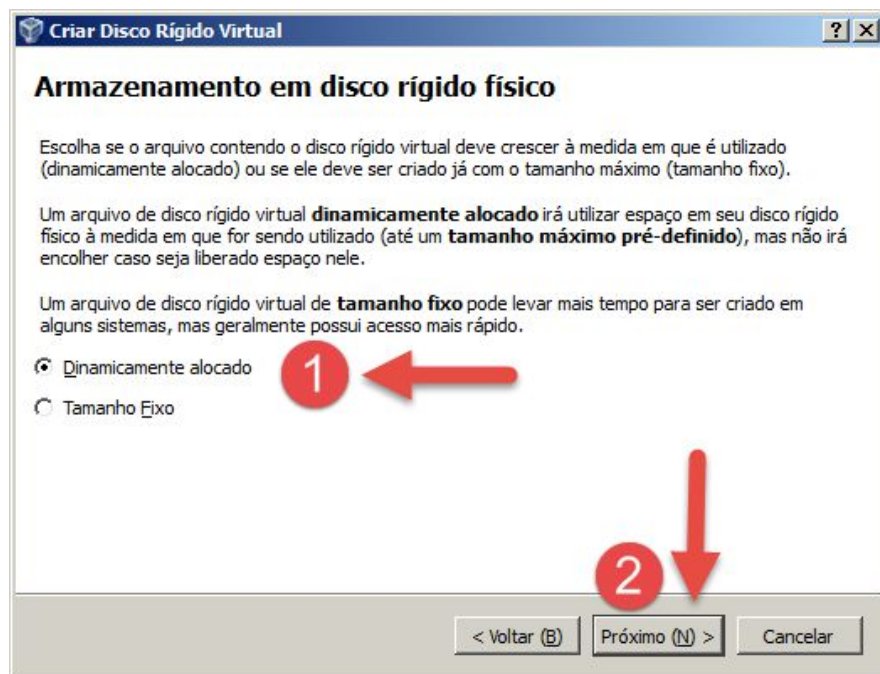 Criar Disco Rígido Virtual
Armazenamento em disco rígido físico
Escolha se o arquivo contendo o disco rígido virtual deve crescer à medida em que é utilizado
(dinamicamente alocado) ou se ele deve ser criado já com o tamanho máximo (tamanho fixo).
Um arquivo de disco rígido virtual dinamicamente alocado irá utilizar espaço em seu disco rígido
físico à medida em que for sendo utilizado (até um tamanho máximo pré-definido), mas não irá
encolher caso seja liberado espaço nele.
Um arquivo de disco rígido virtual de tamanho fixo pode levar mais tempo para ser criado em
alguns sistemas, mas geralmente possui acesso mais rápido.
Dinamicamente alocado 1
Tamanho Fixo
2
< Voltar (B) Próximo (N) > Cancelar